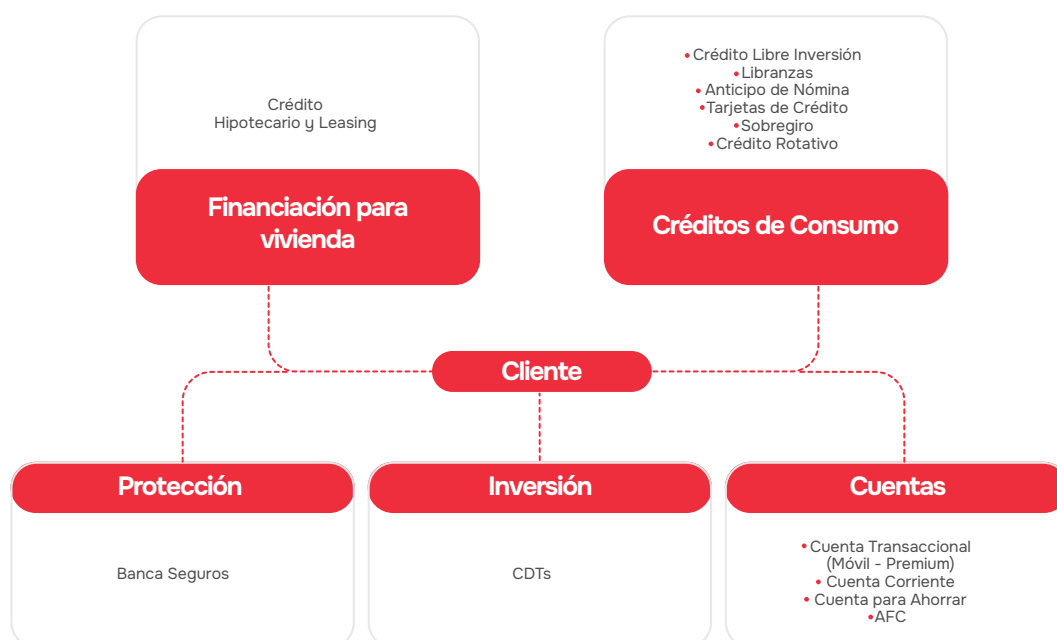 Crédito
Hipotecario y Leasing
Financiación para
vivienda
• Crédito Libre Inversión
• Libranzas
• Anticipo de Nómina
• Tarjetas de Crédito
• Sobregiro
• Crédito Rotativo
Créditos de Consumo
Cliente
Protección
Banca Seguros
Inversión
CDTs
Cuentas
• Cuenta Transaccional
(Móvil - Premium)
• Cuenta Corriente
• Cuenta para Ahorrar
• AFC